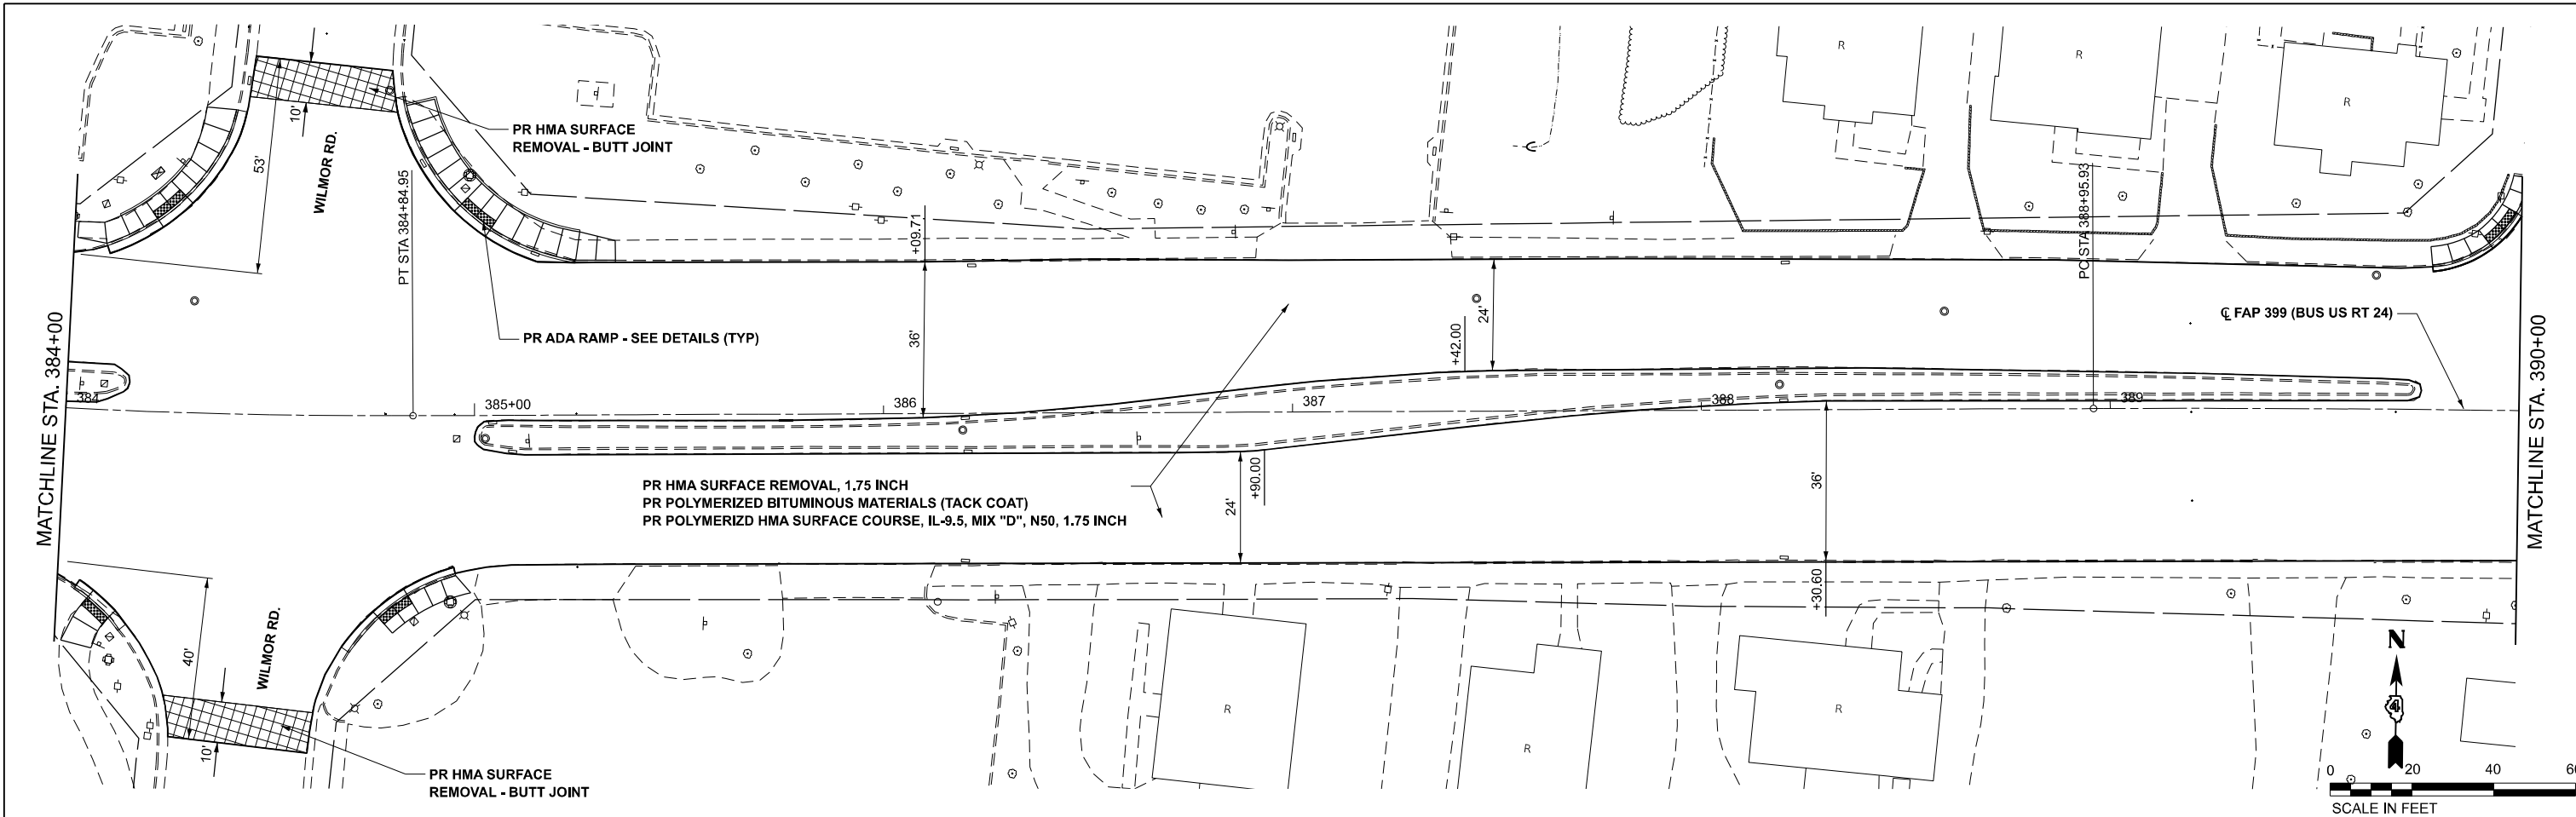 PR HMA SURFACE
REMOVAL - BUTT JOINT
10'
53'
WILMOR RD.
PT STA 384+84.95
+09.71
PC STA 388+95.93
R
R
R
MATCHLINE STA. 384+00
PR ADA RAMP - SEE DETAILS (TYP)
36'
24'
+42.00
℄ FAP 399 (BUS US RT 24)
MATCHLINE STA. 390+00
384
385+00
386
387
388
389
PR HMA SURFACE REMOVAL, 1.75 INCH
PR POLYMERIZED BITUMINOUS MATERIALS (TACK COAT)
PR POLYMERIZD HMA SURFACE COURSE, IL-9.5, MIX "D", N50, 1.75 INCH
24'
+90.00
36'
+30.60
40'
WILMOR RD.
10'
PR HMA SURFACE
REMOVAL - BUTT JOINT
R
R
R
N
4
0 20 40 60
SCALE IN FEET